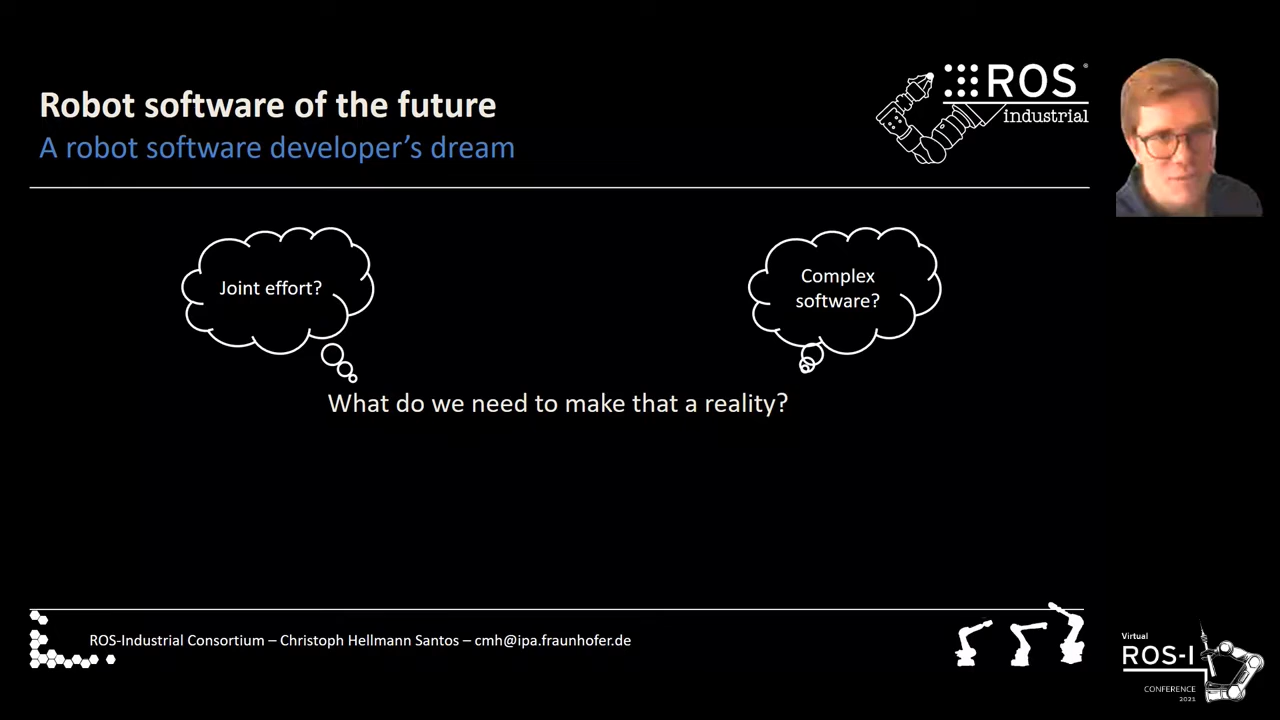 Robot software of the future
A robot software developer's dream
ROS
industrial
Joint effort?
Complex
software?
What do we need to make that a reality?
ROS-Industrial Consortium – Christoph Hellmann Santos – cmh@ipa.fraunhofer.de
Virtual
ROS-I
CONFERENCE
2021